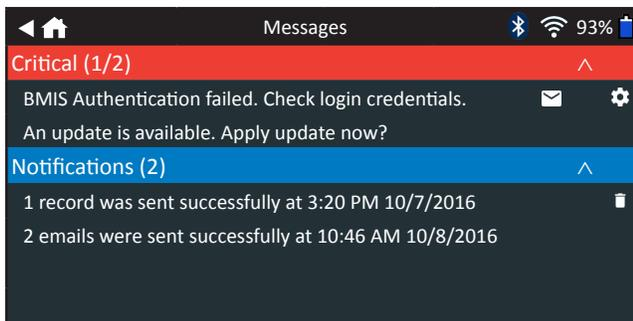 Messages
93%
Critical (1/2)
BMIS Authentication failed. Check login credentials.
An update is available. Apply update now?
Notifications (2)
1 record was sent successfully at 3:20 PM 10/7/2016
2 emails were sent successfully at 10:46 AM 10/8/2016